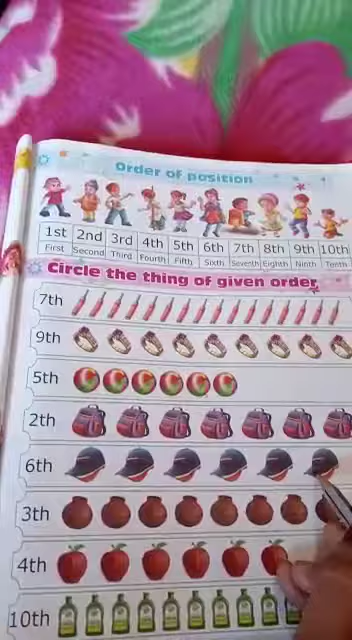 Order of position
1st 2nd 3rd 4th 5th 6th 7th 8th 9th 10th
First Second Third Fourth Fifth Sixth Seventh Eighth Ninth Tenth
Circle the thing of given order.
7th
9th
5th
2th
6th
3th
4th
10th